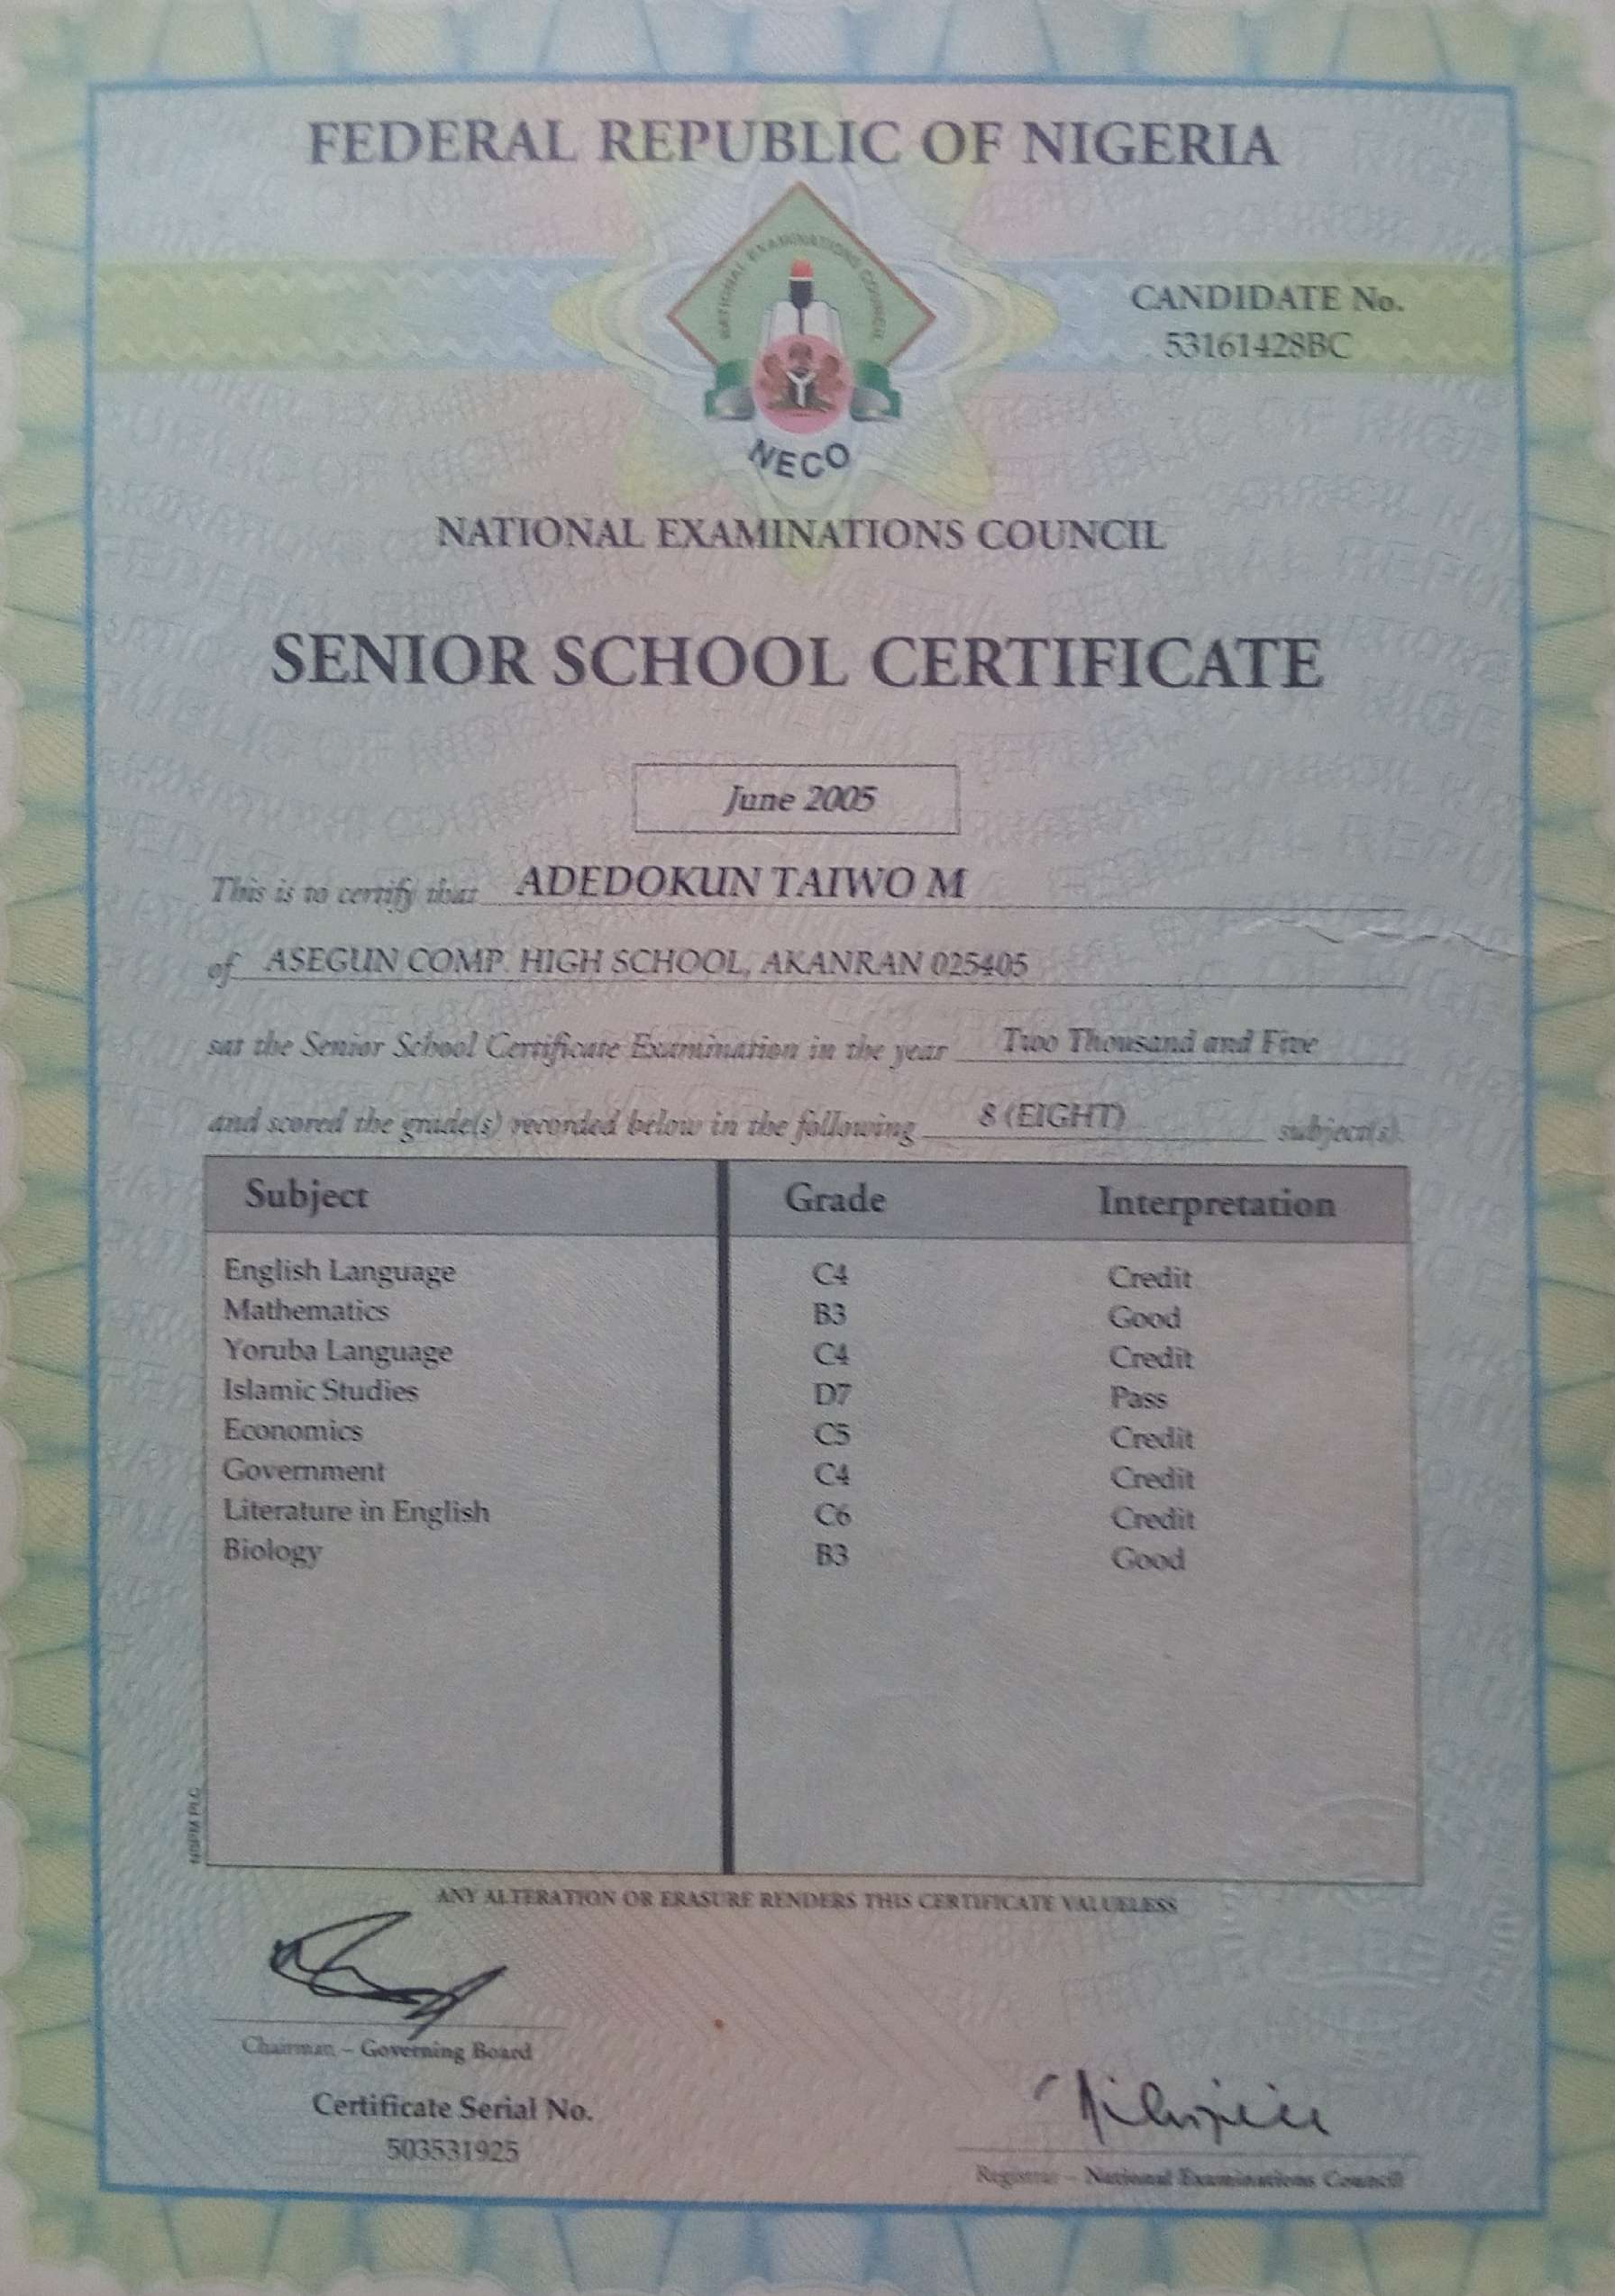 FEDERAL REPUBLIC OF NIGERIA
NATIONAL EXAMINATIONS COUNCIL
NECO
CANDIDATE No.
53161428BC
NATIONAL EXAMINATIONS COUNCIL
SENIOR SCHOOL CERTIFICATE
June 2005
This is to certify that ADEDOKUN TAIWO M
of ASEGUN COMP. HIGH SCHOOL, AKANRAN 025405
sat the Senior School Certificate Examination in the year Two Thousand and Five
and scored the grade(s) recorded below in the following 8 (EIGHT) subject(s).
Subject Grade Interpretation
English Language C4 Credit
Mathematics B3 Good
Yoruba Language C4 Credit
Islamic Studies D7 Pass
Economics C5 Credit
Government C4 Credit
Literature in English C6 Credit
Biology B3 Good
NSPM PLC
ANY ALTERATION OR ERASURE RENDERS THIS CERTIFICATE VALUELESS
Chairman – Governing Board
Certificate Serial No.
503531925
Registrar – National Examinations Council